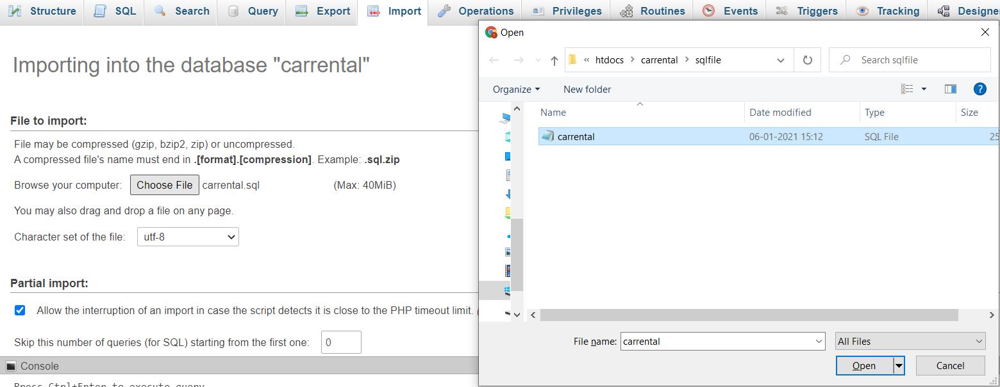 Structure SQL Search Query Export Import Operations Privileges Routines Events Triggers Tracking Designe
Importing into the database "carrental"
File to import:
File may be compressed (gzip, bzip2, zip) or uncompressed.
A compressed file's name must end in .[format].[compression]. Example: .sql.zip
Browse your computer: Choose File carrental.sql (Max: 40MiB)
You may also drag and drop a file on any page.
Character set of the file: utf-8
Partial import:
Allow the interruption of an import in case the script detects it is close to the PHP timeout limit. (
Skip this number of queries (for SQL) starting from the first one: 0
Console
Press Ctrl+Enter to execute query
Open
« htdocs > carrental > sqlfile
Search sqlfile
Organize New folder
?
Name Date modified Type Size
carrental 06-01-2021 15:12 SQL File 25
File name: carrental All Files
Open Cancel